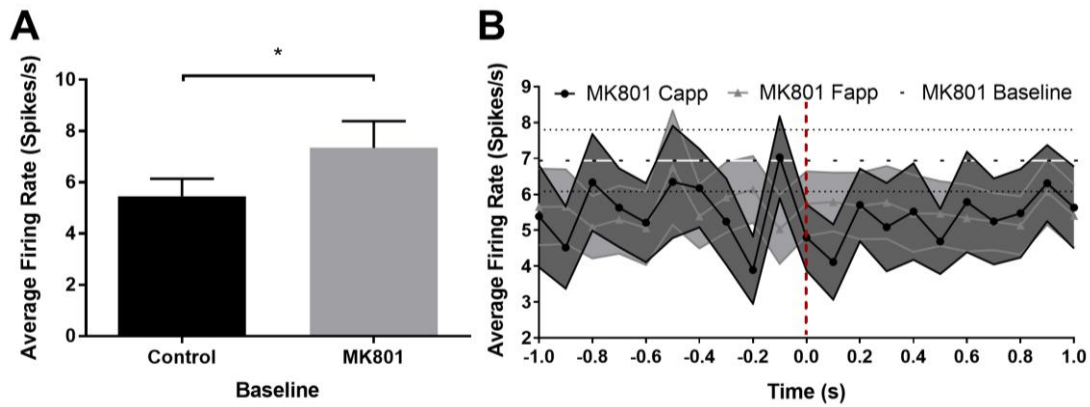 A
*
Average Firing Rate (Spikes/s)
10
8
6
4
2
0
Control MK801
Baseline
B
MK801 Capp MK801 Fapp MK801 Baseline
Average Firing Rate (Spikes/s)
9
8
7
6
5
4
3
2
-1.0 -0.8 -0.6 -0.4 -0.2 0.0 0.2 0.4 0.6 0.8 1.0
Time (s)